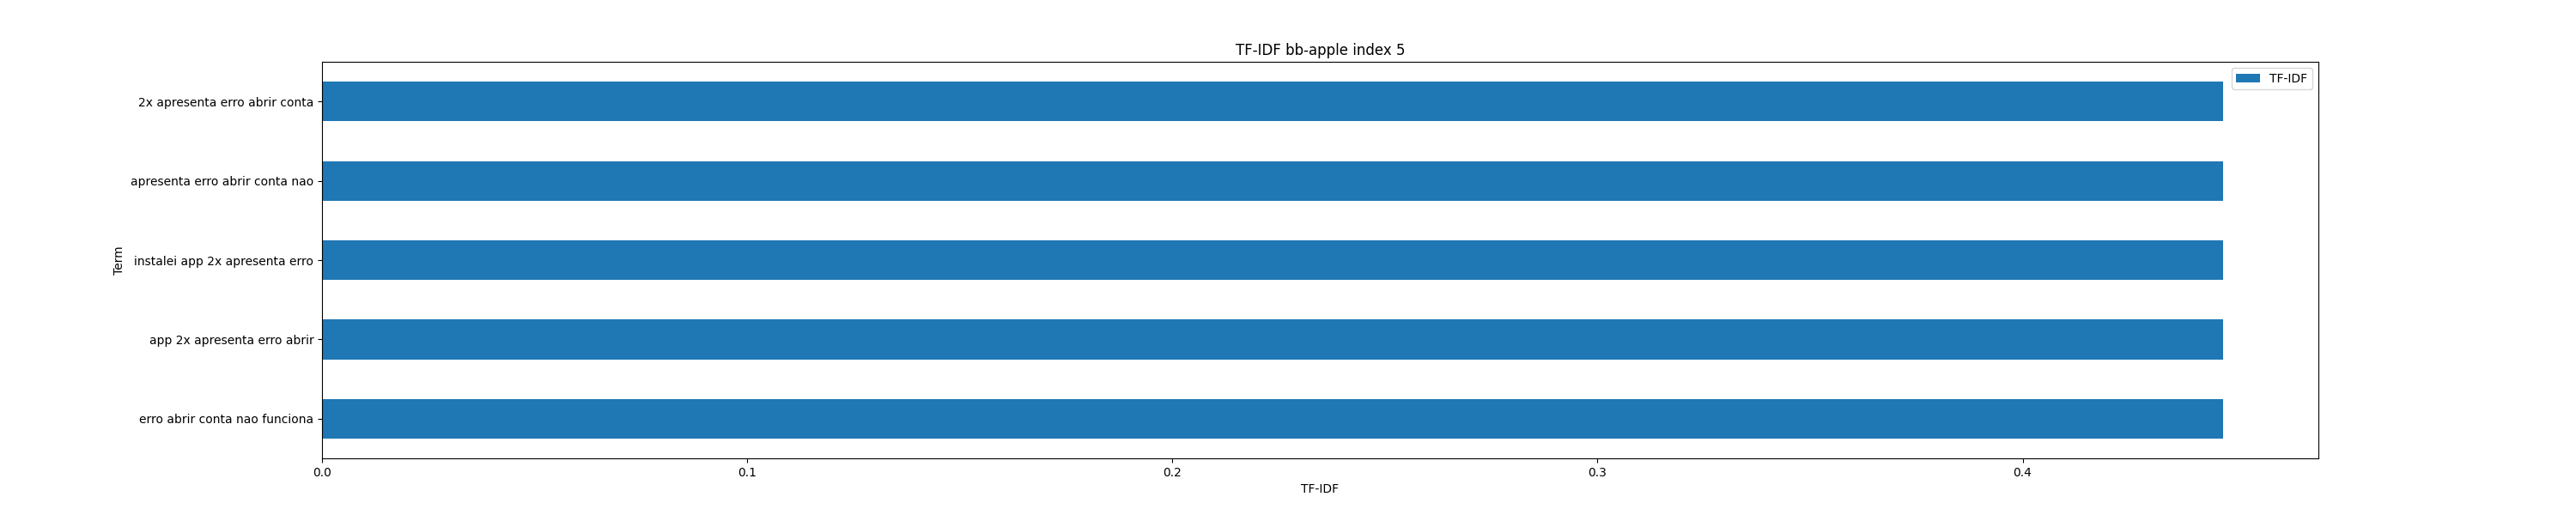 TF-IDF bb-apple index 5
TF-IDF
2x apresenta erro abrir conta
apresenta erro abrir conta nao
instalei app 2x apresenta erro
app 2x apresenta erro abrir
erro abrir conta nao funciona
Term
0.0 0.1 0.2 0.3 0.4
TF-IDF